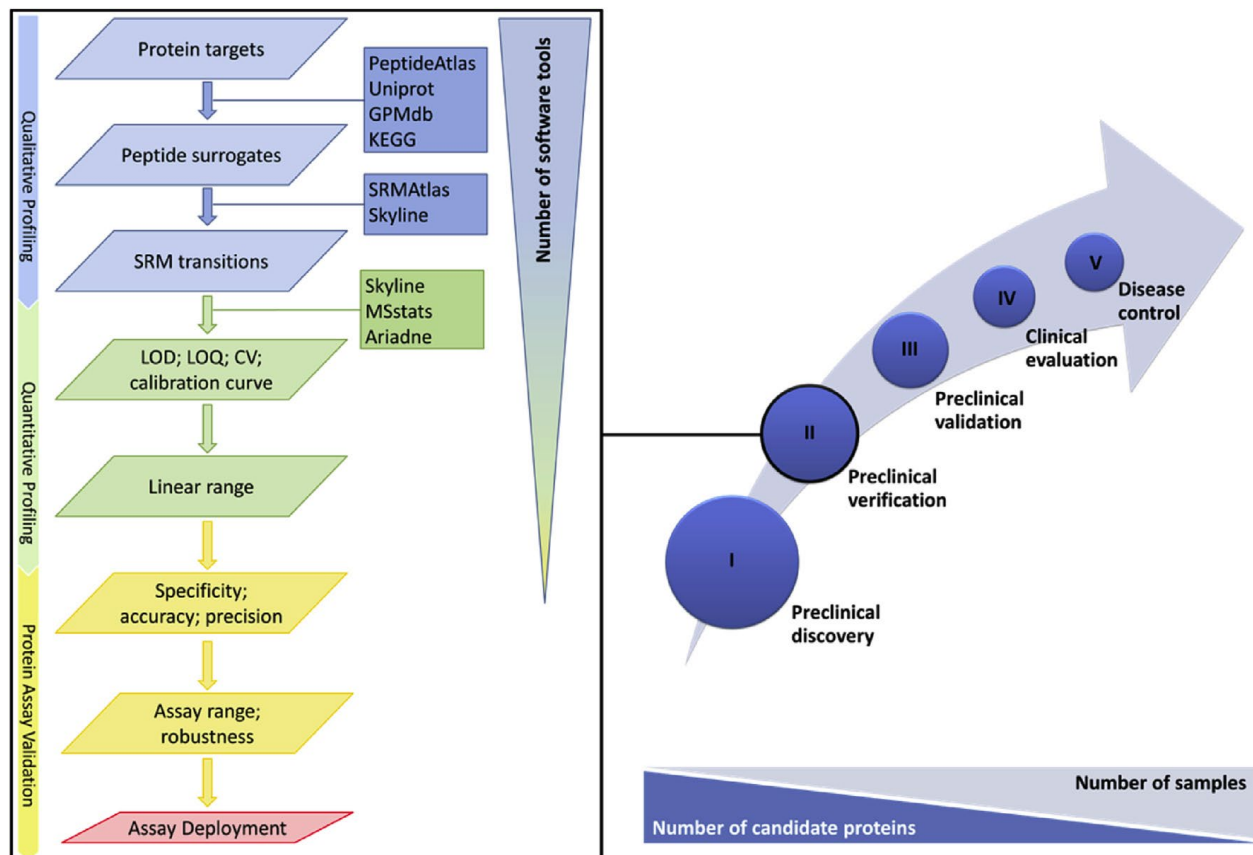 Protein targets
PeptideAtlas
Uniprot
GPMdb
KEGG
Peptide surrogates
SRMAtlas
Skyline
SRM transitions
Skyline
MSstats
Ariadne
LOD; LOQ; CV;
calibration curve
Linear range
Specificity;
accuracy; precision
Assay range;
robustness
Assay Deployment
Qualitative Profiling
Quantitative Profiling
Protein Assay Validation
Number of software tools
I
Preclinical
discovery
II
Preclinical
verification
III
Preclinical
validation
IV
Clinical
evaluation
V
Disease
control
Number of samples
Number of candidate proteins